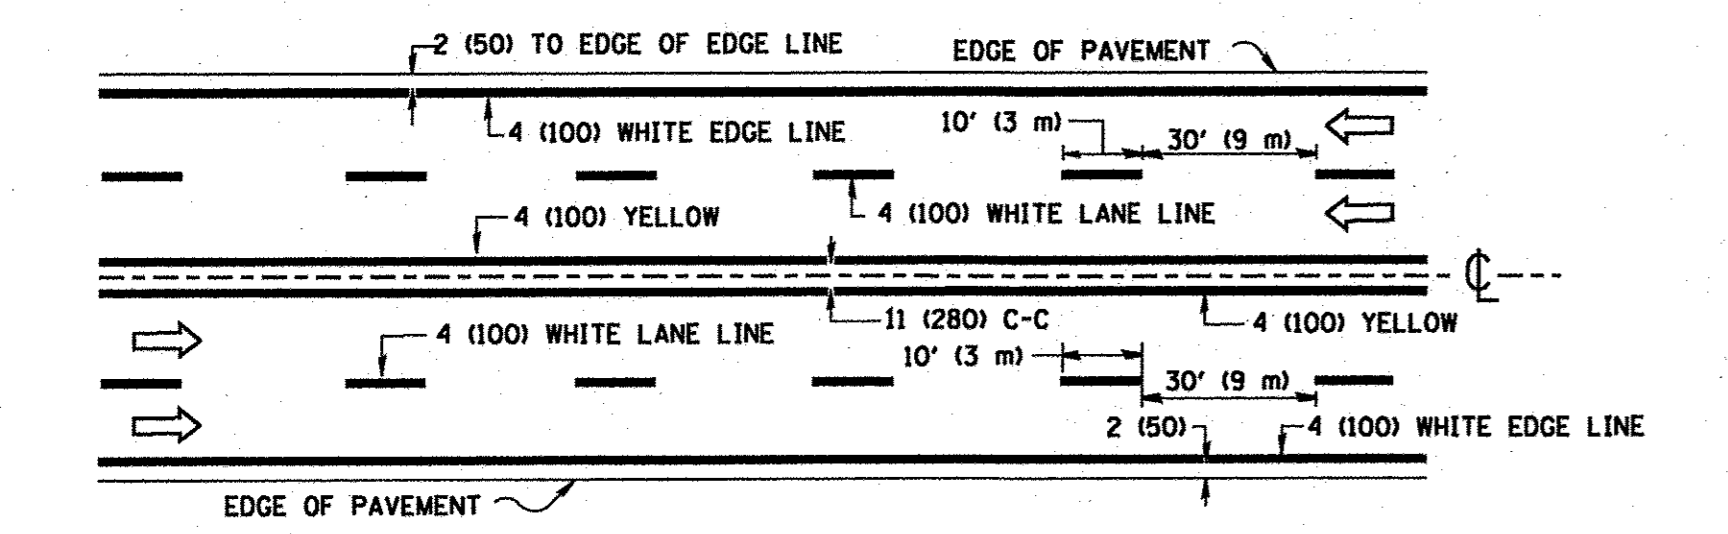 2 (50) TO EDGE OF EDGE LINE
EDGE OF PAVEMENT
4 (100) WHITE EDGE LINE
10' (3 m)
30' (9 m)
4 (100) YELLOW
4 (100) WHITE LANE LINE
℄
11 (280) C-C
4 (100) YELLOW
4 (100) WHITE LANE LINE
10' (3 m)
30' (9 m)
2 (50)
4 (100) WHITE EDGE LINE
EDGE OF PAVEMENT